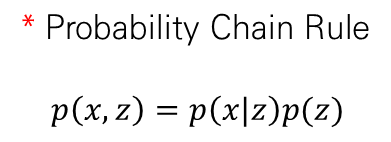 * Probability Chain Rule
p(x, z) = p(x|z)p(z)